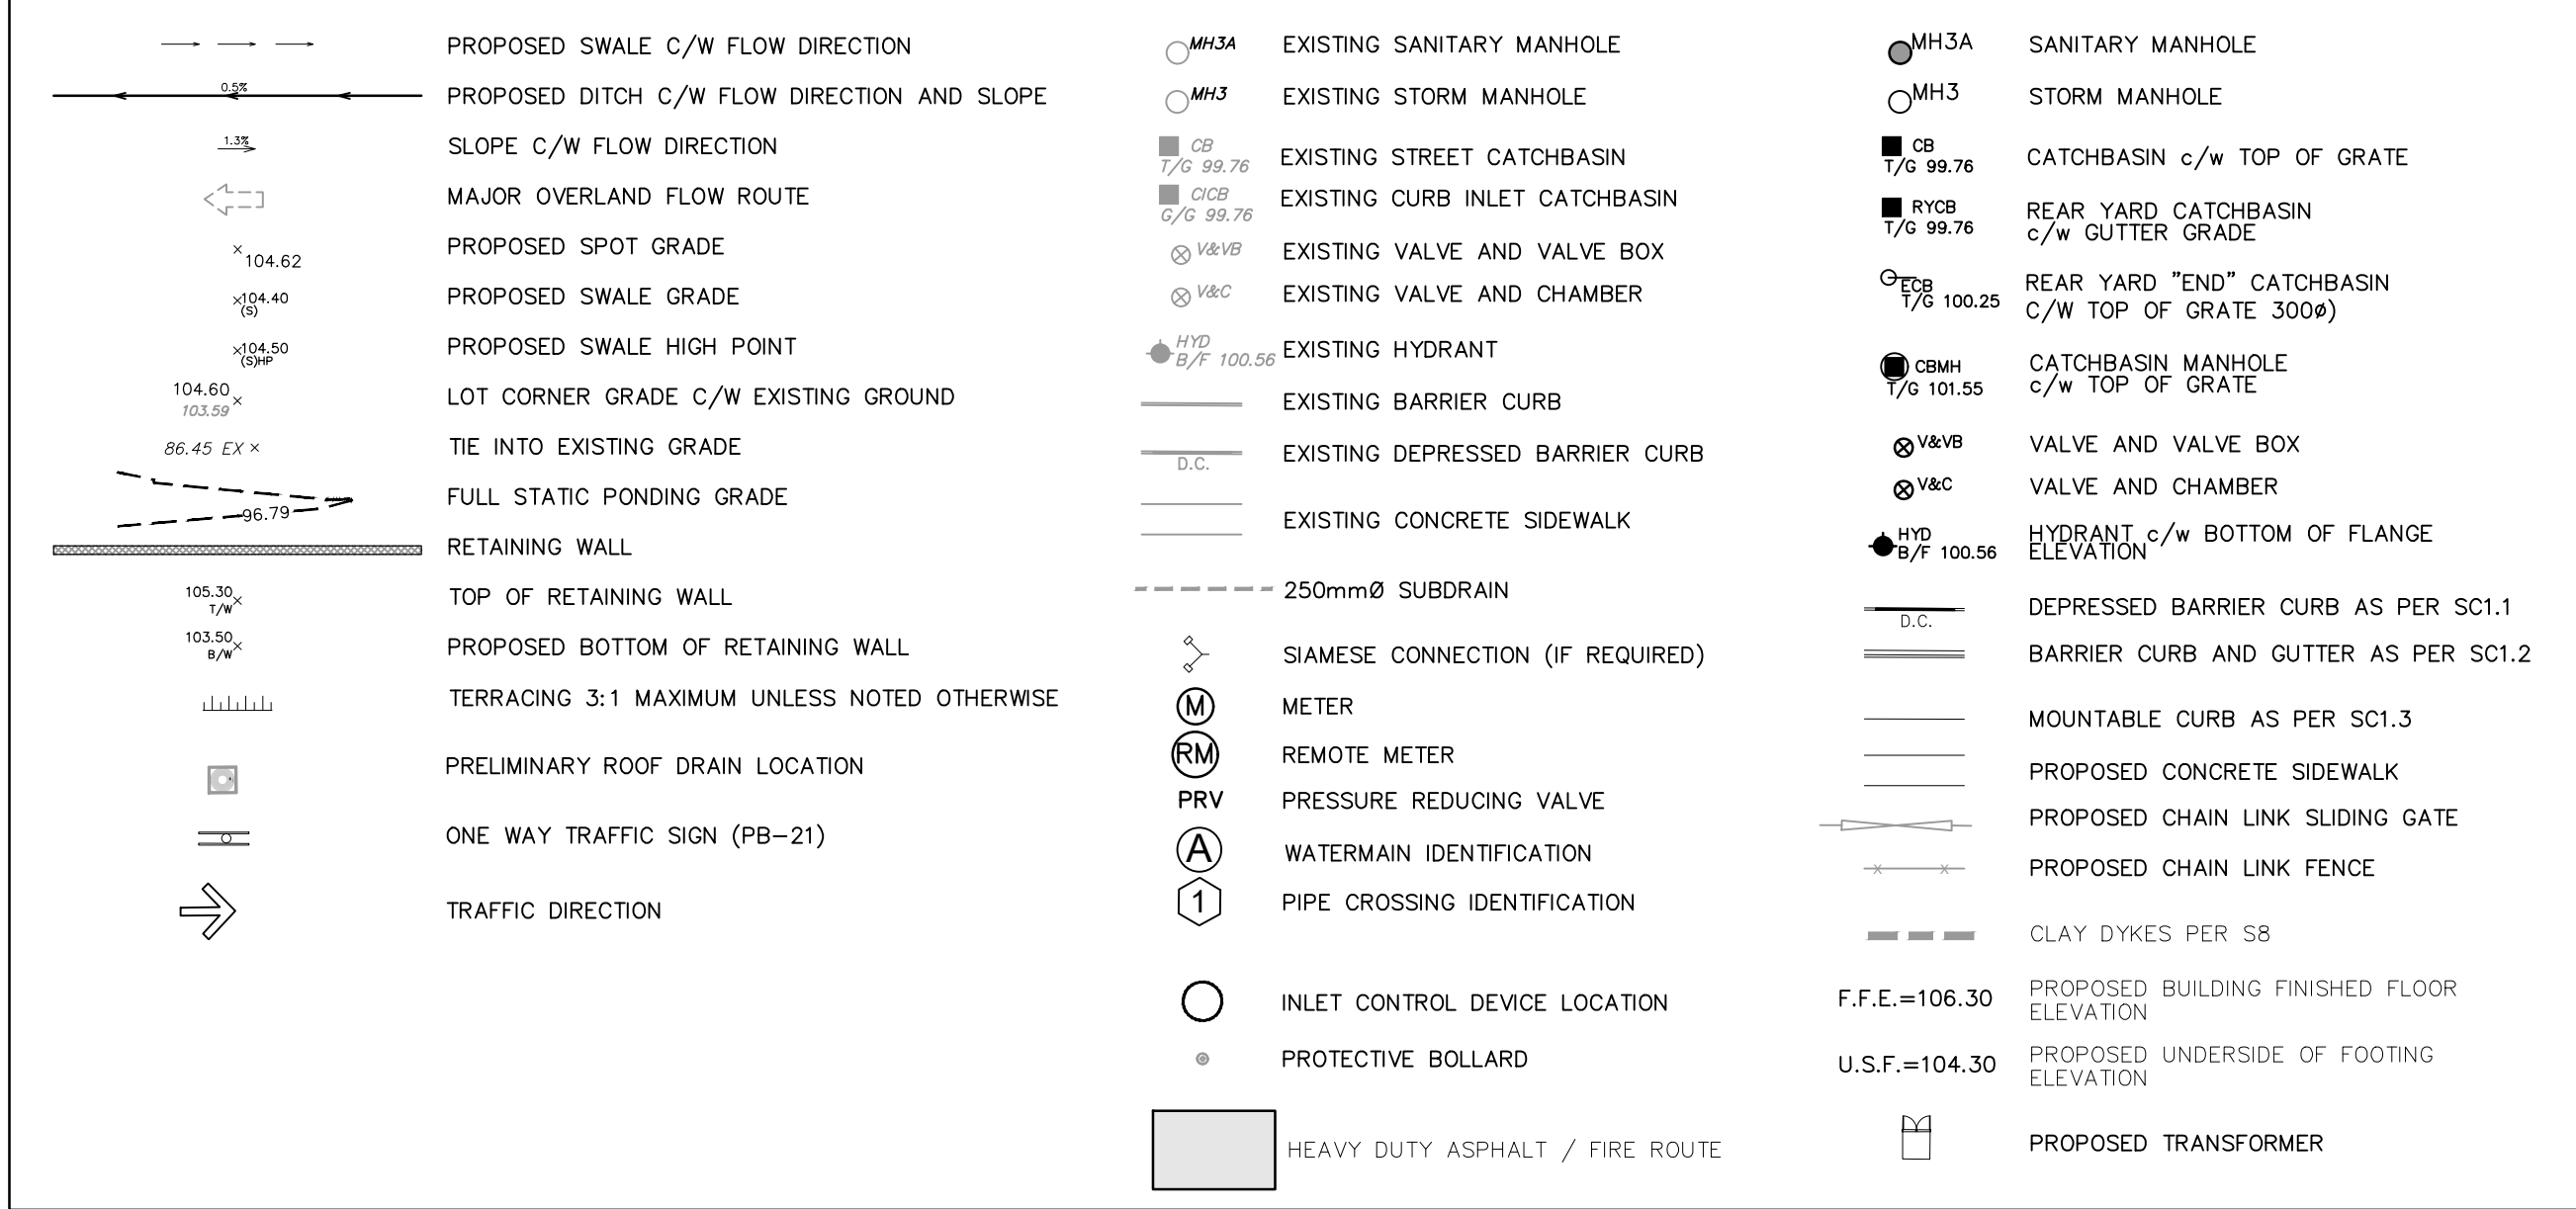 PROPOSED SWALE C/W FLOW DIRECTION
0.5%
PROPOSED DITCH C/W FLOW DIRECTION AND SLOPE
1.3%
SLOPE C/W FLOW DIRECTION
MAJOR OVERLAND FLOW ROUTE
PROPOSED SPOT GRADE
104.62
104.40
(S)
PROPOSED SWALE GRADE
104.50
(S)HP
PROPOSED SWALE HIGH POINT
104.60
103.59
LOT CORNER GRADE C/W EXISTING GROUND
86.45 EX
TIE INTO EXISTING GRADE
FULL STATIC PONDING GRADE
96.79
RETAINING WALL
105.30
T/W
TOP OF RETAINING WALL
103.50
B/W
PROPOSED BOTTOM OF RETAINING WALL
TERRACING 3:1 MAXIMUM UNLESS NOTED OTHERWISE
PRELIMINARY ROOF DRAIN LOCATION
ONE WAY TRAFFIC SIGN (PB-21)
TRAFFIC DIRECTION
MH3A EXISTING SANITARY MANHOLE
MH3 EXISTING STORM MANHOLE
CB
T/G 99.76
EXISTING STREET CATCHBASIN
CICB
G/G 99.76
EXISTING CURB INLET CATCHBASIN
V&VB EXISTING VALVE AND VALVE BOX
V&C EXISTING VALVE AND CHAMBER
HYD
B/F 100.56
EXISTING HYDRANT
EXISTING BARRIER CURB
D.C.
EXISTING DEPRESSED BARRIER CURB
EXISTING CONCRETE SIDEWALK
250mmØ SUBDRAIN
SIAMESE CONNECTION (IF REQUIRED)
M METER
RM REMOTE METER
PRV PRESSURE REDUCING VALVE
A WATERMAIN IDENTIFICATION
1 PIPE CROSSING IDENTIFICATION
INLET CONTROL DEVICE LOCATION
PROTECTIVE BOLLARD
HEAVY DUTY ASPHALT / FIRE ROUTE
MH3A SANITARY MANHOLE
MH3 STORM MANHOLE
CB
T/G 99.76
CATCHBASIN c/w TOP OF GRATE
RYCB
T/G 99.76
REAR YARD CATCHBASIN
c/w GUTTER GRADE
ECB
T/G 100.25
REAR YARD "END" CATCHBASIN
C/W TOP OF GRATE 300ø)
CBMH
T/G 101.55
CATCHBASIN MANHOLE
c/w TOP OF GRATE
V&VB VALVE AND VALVE BOX
V&C VALVE AND CHAMBER
HYD
B/F 100.56
HYDRANT c/w BOTTOM OF FLANGE
ELEVATION
D.C.
DEPRESSED BARRIER CURB AS PER SC1.1
BARRIER CURB AND GUTTER AS PER SC1.2
MOUNTABLE CURB AS PER SC1.3
PROPOSED CONCRETE SIDEWALK
PROPOSED CHAIN LINK SLIDING GATE
PROPOSED CHAIN LINK FENCE
CLAY DYKES PER S8
F.F.E.=106.30
PROPOSED BUILDING FINISHED FLOOR
ELEVATION
U.S.F.=104.30
PROPOSED UNDERSIDE OF FOOTING
ELEVATION
PROPOSED TRANSFORMER